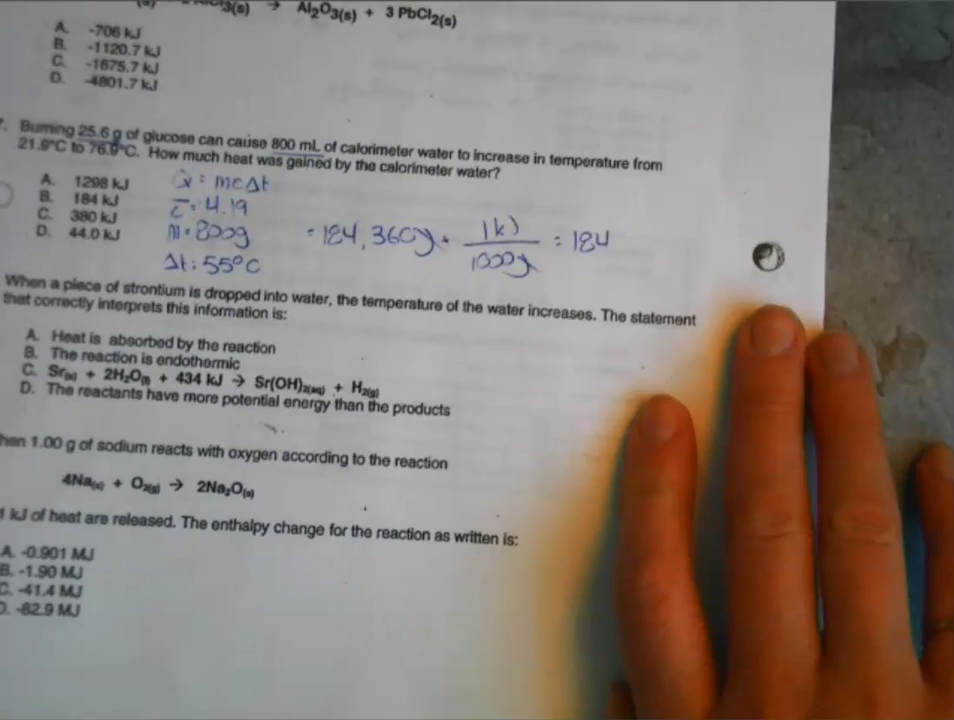 3(s) → Al2O3(s) + 3 PbCl2(s)
A. -706 kJ
B. -1120.7 kJ
C. -1675.7 kJ
D. -4801.7 kJ
Burning 25.6 g of glucose can cause 800 mL of calorimeter water to increase in temperature from
21.9°C to 76.9°C. How much heat was gained by the calorimeter water?
A. 1298 kJ
B. 184 kJ
C. 380 kJ
D. 44.0 kJ
Q = mcΔt
c = 4.19
m = 800g
Δt = 55°C
= 184,360J · 1kJ / 1000J = 184
When a piece of strontium is dropped into water, the temperature of the water increases. The statement
that correctly interprets this information is:
A. Heat is absorbed by the reaction
B. The reaction is endothermic
C. Sr(s) + 2H2O(l) + 434 kJ → Sr(OH)2(aq) + H2(g)
D. The reactants have more potential energy than the products
hen 1.00 g of sodium reacts with oxygen according to the reaction
4Na(s) + O2(g) → 2Na2O(s)
kJ of heat are released. The enthalpy change for the reaction as written is:
A. -0.901 MJ
B. -1.90 MJ
C. -41.4 MJ
D. -82.9 MJ